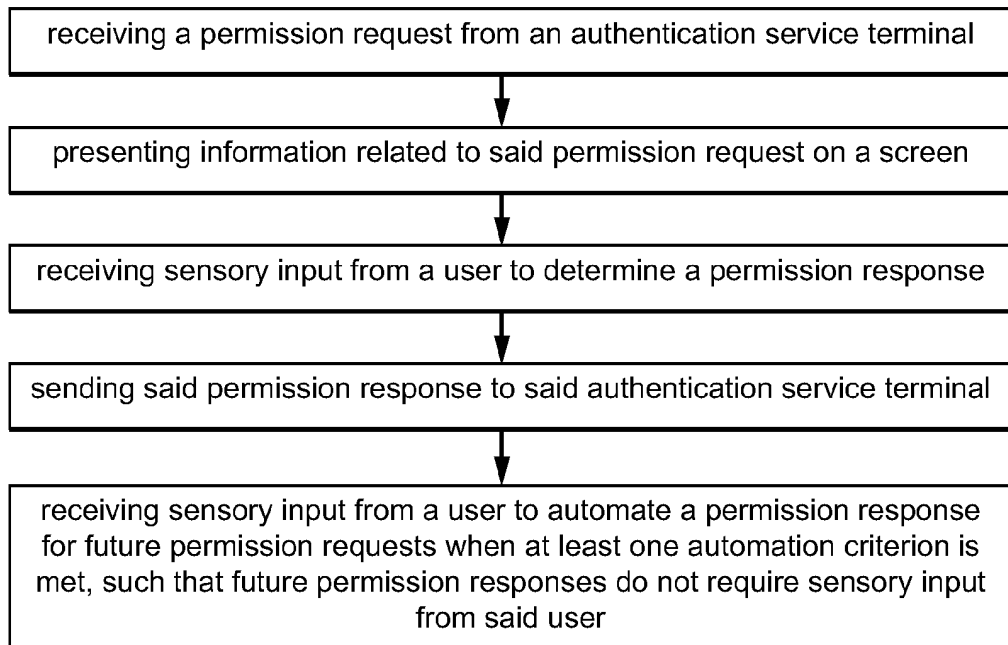 receiving a permission request from an authentication service terminal
presenting information related to said permission request on a screen
receiving sensory input from a user to determine a permission response
sending said permission response to said authentication service terminal
receiving sensory input from a user to automate a permission response
for future permission requests when at least one automation criterion is
met, such that future permission responses do not require sensory input
from said user